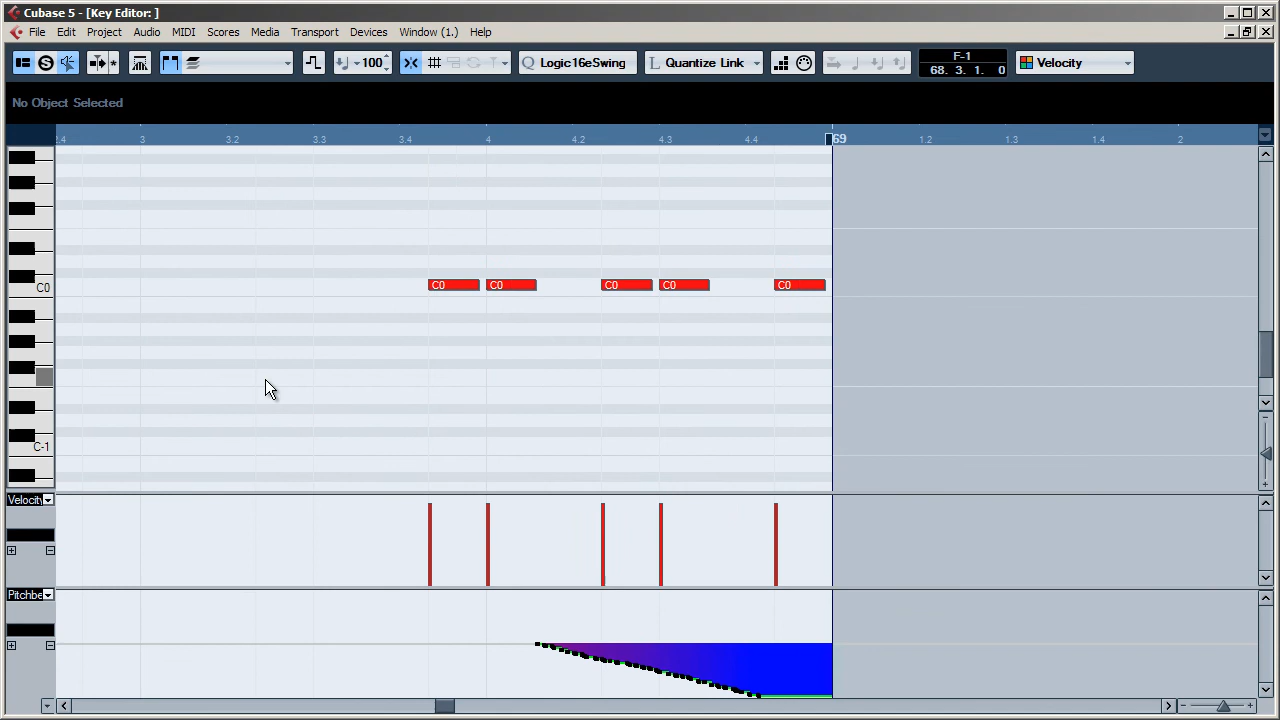 Cubase 5 - [Key Editor: ]
File Edit Project Audio MIDI Scores Media Transport Devices Window (1.) Help
100 Logic16eSwing L Quantize Link F-1 68. 3. 1. 0 Velocity
No Object Selected
2.4 3 3.2 3.3 3.4 4 4.2 4.3 4.4 69 1.2 1.3 1.4 2
C0 C0 C0 C0 C0 C0
C-1
Velocity
Pitchbe